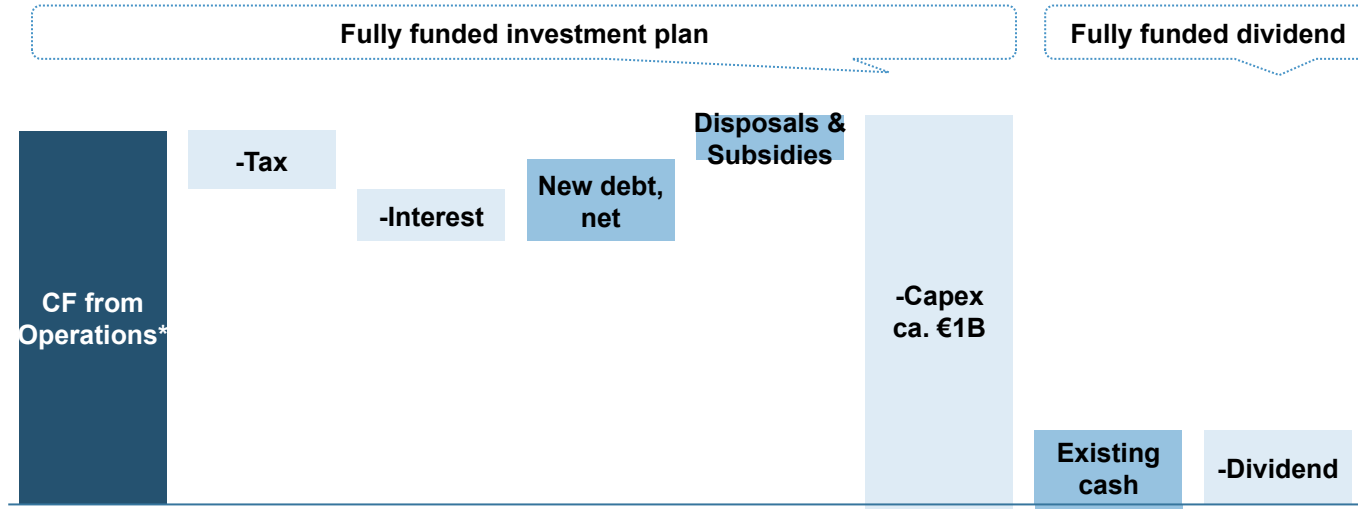 Fully funded investment plan
Fully funded dividend
Disposals &
Subsidies
-Tax
New debt,
net
-Interest
CF from
Operations*
-Capex
ca. €1B
Existing
cash
-Dividend